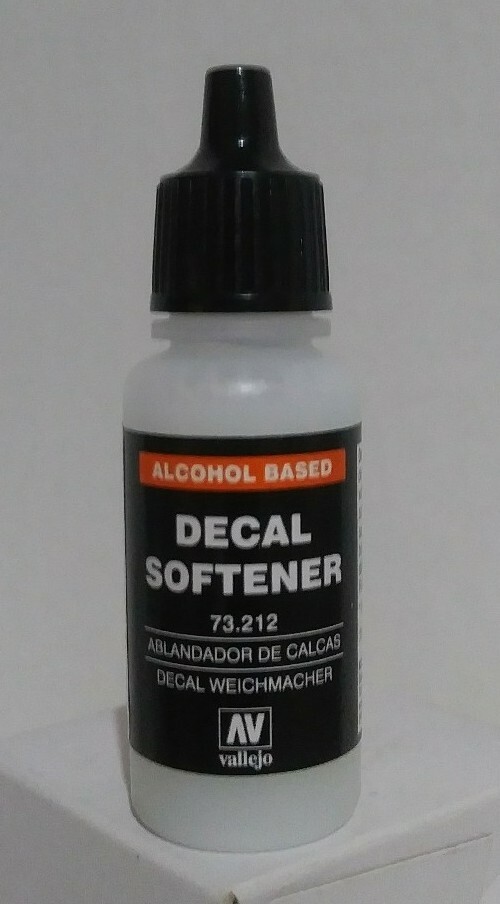 ALCOHOL BASED
DECAL
SOFTENER
73.212
ABLANDADOR DE CALCAS
DECAL WEICHMACHER
AV
vallejo